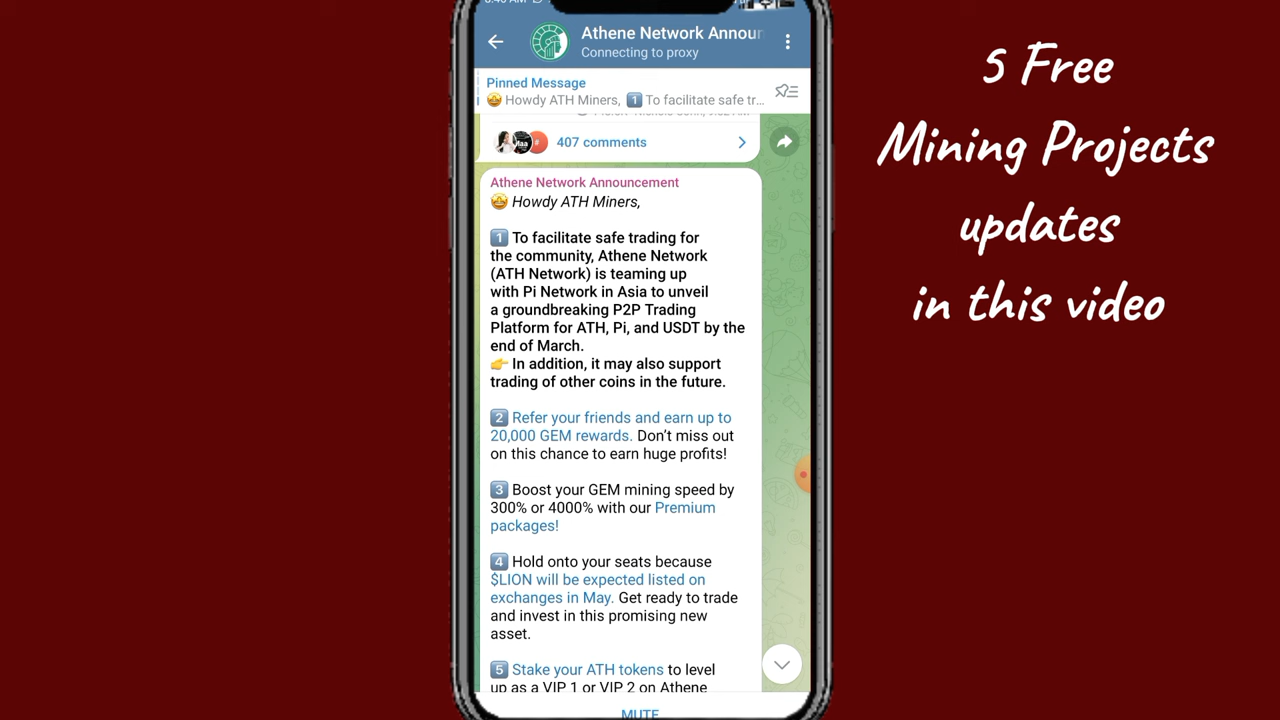 Athene Network Annour
Connecting to proxy
Pinned Message
Howdy ATH Miners, 1 To facilitate safe tr...
407 comments
Athene Network Announcement
Howdy ATH Miners,
1 To facilitate safe trading for
the community, Athene Network
(ATH Network) is teaming up
with Pi Network in Asia to unveil
a groundbreaking P2P Trading
Platform for ATH, Pi, and USDT by the
end of March.
In addition, it may also support
trading of other coins in the future.
2 Refer your friends and earn up to
20,000 GEM rewards. Don’t miss out
on this chance to earn huge profits!
3 Boost your GEM mining speed by
300% or 4000% with our Premium
packages!
4 Hold onto your seats because
$LION will be expected listed on
exchanges in May. Get ready to trade
and invest in this promising new
asset.
5 Stake your ATH tokens to level
up as a VIP 1 or VIP 2 on Athene
MUTE
5 Free
Mining Projects
updates
in this video